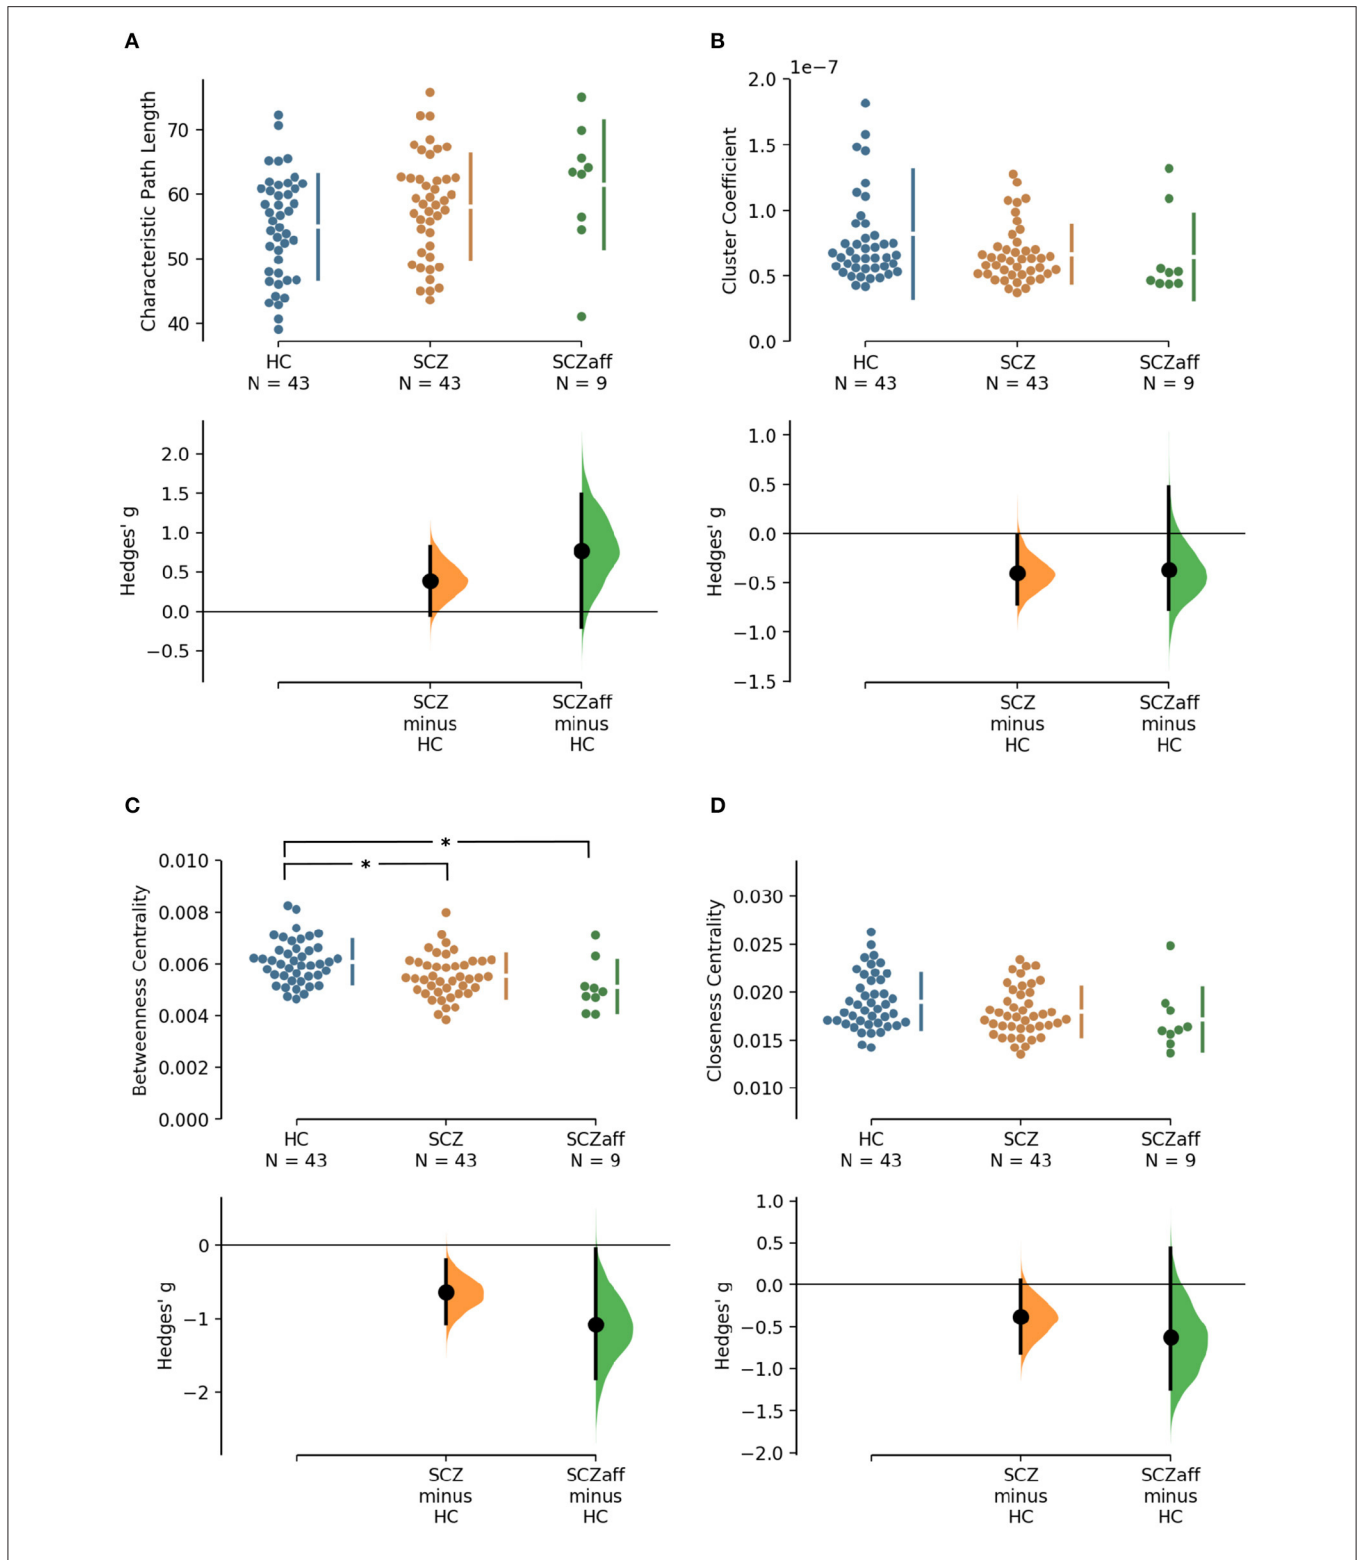 A
Characteristic Path Length
70
60
50
40
HC
N = 43
SCZ
N = 43
SCZaff
N = 9
Hedges' g
2.0
1.5
1.0
0.5
0.0
−0.5
SCZ
minus
HC
SCZaff
minus
HC
B
1e−7
Cluster Coefficient
2.0
1.5
1.0
0.5
0.0
HC
N = 43
SCZ
N = 43
SCZaff
N = 9
Hedges' g
1.0
0.5
0.0
−0.5
−1.0
−1.5
SCZ
minus
HC
SCZaff
minus
HC
C
*
*
Betweenness Centrality
0.010
0.008
0.006
0.004
0.002
0.000
HC
N = 43
SCZ
N = 43
SCZaff
N = 9
Hedges' g
0
−1
−2
SCZ
minus
HC
SCZaff
minus
HC
D
Closeness Centrality
0.030
0.025
0.020
0.015
0.010
HC
N = 43
SCZ
N = 43
SCZaff
N = 9
Hedges' g
1.0
0.5
0.0
−0.5
−1.0
−1.5
−2.0
SCZ
minus
HC
SCZaff
minus
HC